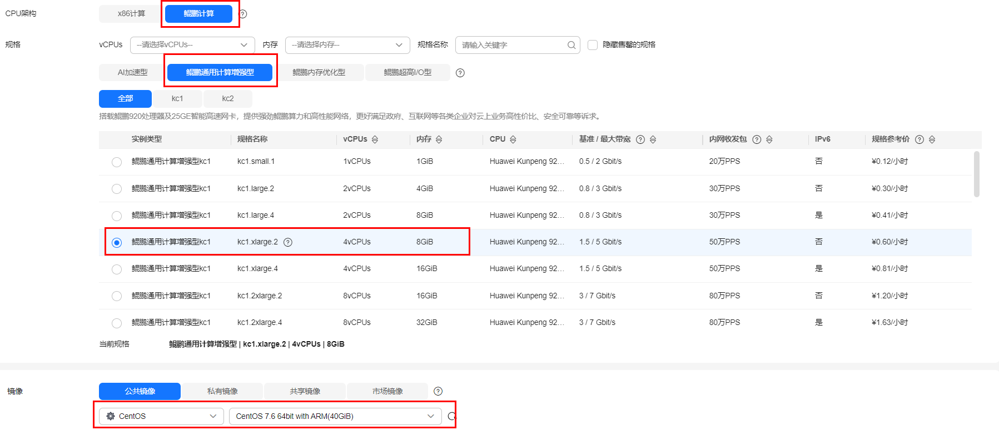 CPU架构 x86计算 鲲鹏计算
规格 vCPUs --请选择vCPUs-- 内存 --请选择内存-- 规格名称 请输入关键字 隐藏售罄的规格
AI加速型 鲲鹏通用计算增强型 鲲鹏内存优化型 鲲鹏超高I/O型
全部 kc1 kc2
搭载鲲鹏920处理器及25GE智能高速网卡，提供强劲鲲鹏算力和高性能网络，更好满足政府、互联网等各类企业对云上业务高性价比、安全可靠等诉求。
实例类型 规格名称 vCPUs 内存 CPU 基准 / 最大带宽 内网收发包 IPv6 规格参考价
鲲鹏通用计算增强型kc1 kc1.small.1 1vCPUs 1GiB Huawei Kunpeng 92... 0.5 / 2 Gbit/s 20万PPS 否 ¥0.12/小时
鲲鹏通用计算增强型kc1 kc1.large.2 2vCPUs 4GiB Huawei Kunpeng 92... 0.8 / 3 Gbit/s 30万PPS 否 ¥0.30/小时
鲲鹏通用计算增强型kc1 kc1.large.4 2vCPUs 8GiB Huawei Kunpeng 92... 0.8 / 3 Gbit/s 30万PPS 是 ¥0.41/小时
鲲鹏通用计算增强型kc1 kc1.xlarge.2 4vCPUs 8GiB Huawei Kunpeng 92... 1.5 / 5 Gbit/s 50万PPS 否 ¥0.60/小时
鲲鹏通用计算增强型kc1 kc1.xlarge.4 4vCPUs 16GiB Huawei Kunpeng 92... 1.5 / 5 Gbit/s 50万PPS 是 ¥0.81/小时
鲲鹏通用计算增强型kc1 kc1.2xlarge.2 8vCPUs 16GiB Huawei Kunpeng 92... 3 / 7 Gbit/s 80万PPS 否 ¥1.20/小时
鲲鹏通用计算增强型kc1 kc1.2xlarge.4 8vCPUs 32GiB Huawei Kunpeng 92... 3 / 7 Gbit/s 80万PPS 是 ¥1.63/小时
当前规格 鲲鹏通用计算增强型 | kc1.xlarge.2 | 4vCPUs | 8GiB
镜像 公共镜像 私有镜像 共享镜像 市场镜像
CentOS CentOS 7.6 64bit with ARM(40GiB)